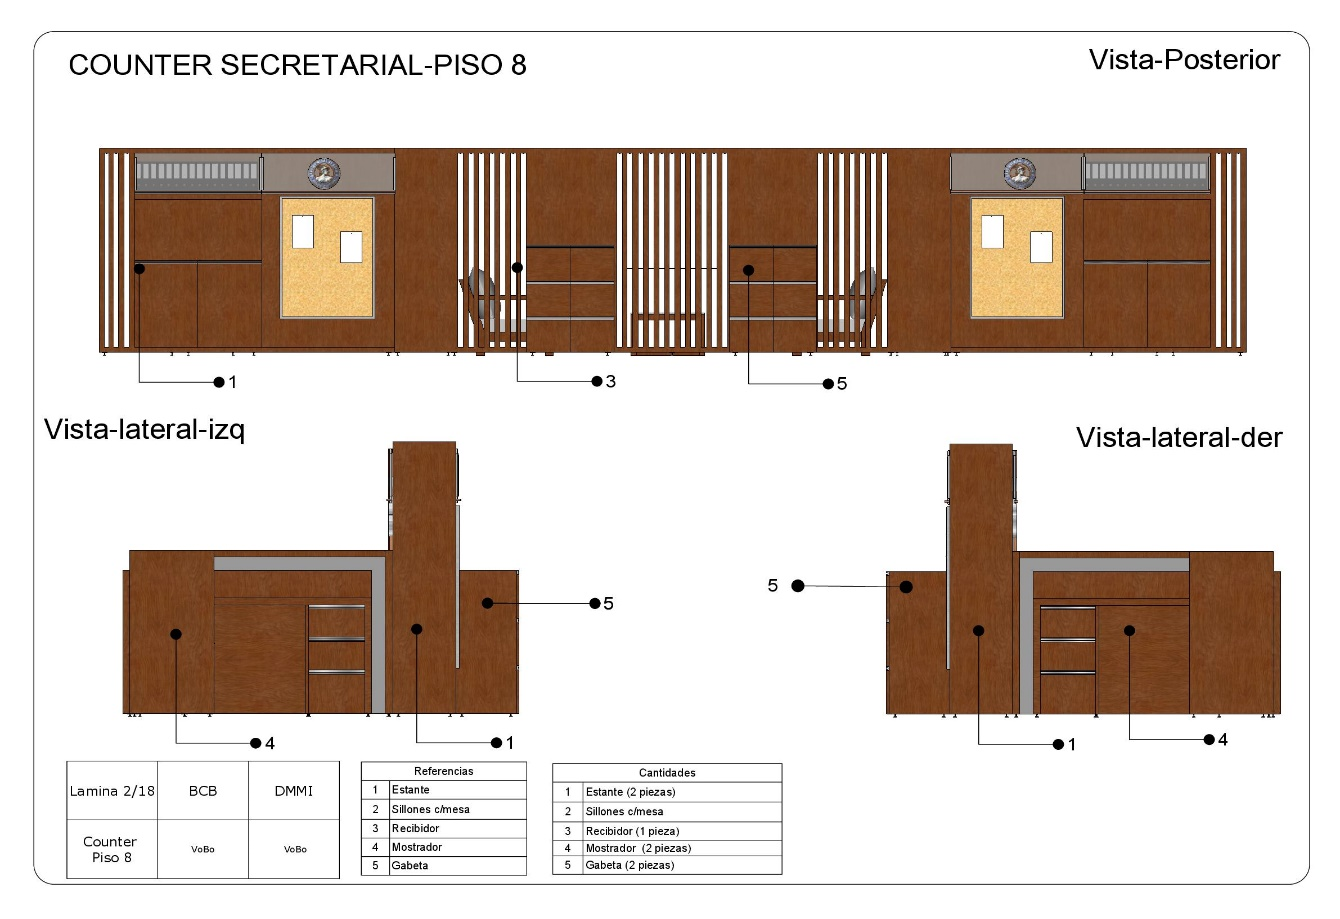 COUNTER SECRETARIAL-PISO 8
Vista-Posterior
1
3
5
Vista-lateral-izq
Vista-lateral-der
5
4
1
5
1
4
Lamina 2/18 BCB DMMI
Counter
Piso 8 VoBo VoBo
Referencias
1 Estante
2 Sillones c/mesa
3 Recibidor
4 Mostrador
5 Gabeta
Cantidades
1 Estante (2 piezas)
2 Sillones c/mesa
3 Recibidor (1 pieza)
4 Mostrador (2 piezas)
5 Gabeta (2 piezas)